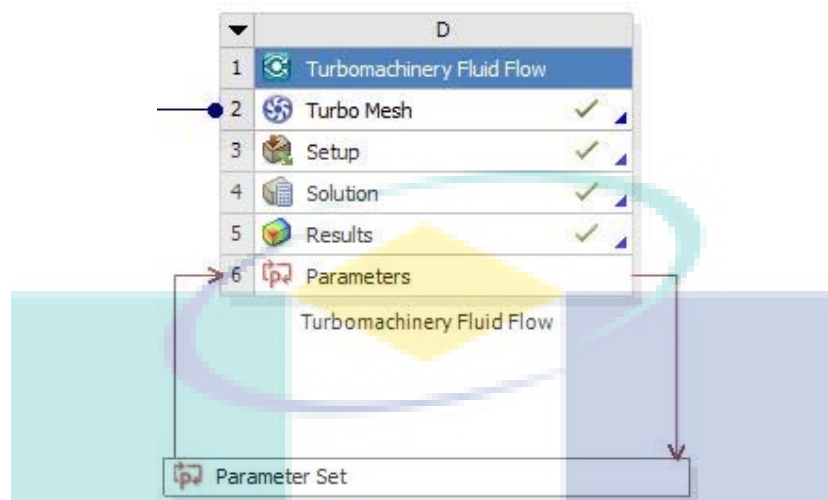 D
1 Turbomachinery Fluid Flow
2 Turbo Mesh
3 Setup
4 Solution
5 Results
6 Parameters
Turbomachinery Fluid Flow
Parameter Set